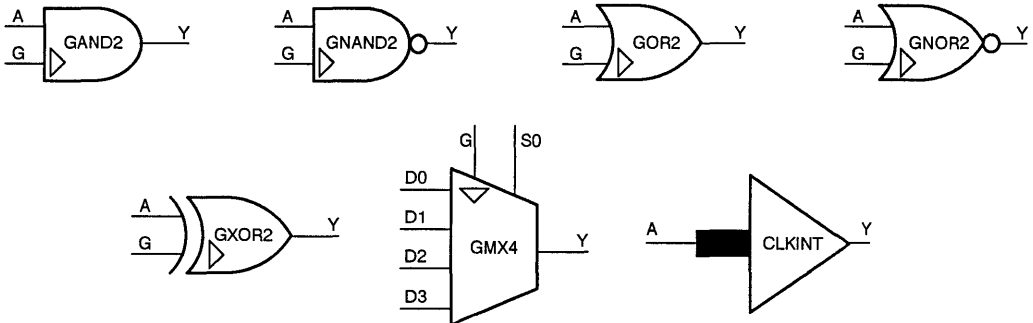 A
G
GAND2
Y
A
G
GNAND2
Y
A
G
GOR2
Y
A
G
GNOR2
Y
A
G
GXOR2
Y
G
S0
D0
D1
D2
D3
GMX4
Y
A
CLKINT
Y